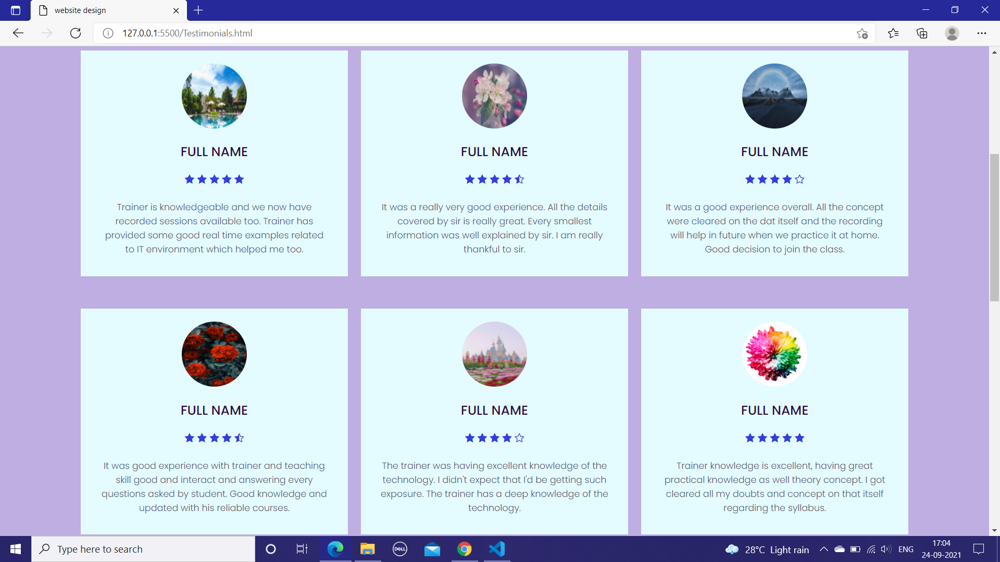 website design
127.0.0.1:5500/Testimonials.html
FULL NAME
Trainer is knowledgeable and we now have
recorded sessions available too. Trainer has
provided some good real time examples related
to IT environment which helped me too.
FULL NAME
It was a really very good experience. All the details
covered by sir is really great. Every smallest
information was well explained by sir. I am really
thankful to sir.
FULL NAME
It was a good experience overall. All the concept
were cleared on the dat itself and the recording
will help in future when we practice it at home.
Good decision to join the class.
FULL NAME
It was good experience with trainer and teaching
skill good and interact and answering every
questions asked by student. Good knowledge and
updated with his reliable courses.
FULL NAME
The trainer was having excellent knowledge of the
technology. I didn't expect that I'd be getting such
exposure. The trainer has a deep knowledge of the
technology.
FULL NAME
Trainer knowledge is excellent, having great
practical knowledge as well theory concept. I got
cleared all my doubts and concept on that itself
regarding the syllabus.
Type here to search
DELL
28°C Light rain
ENG
17:04
24-09-2021